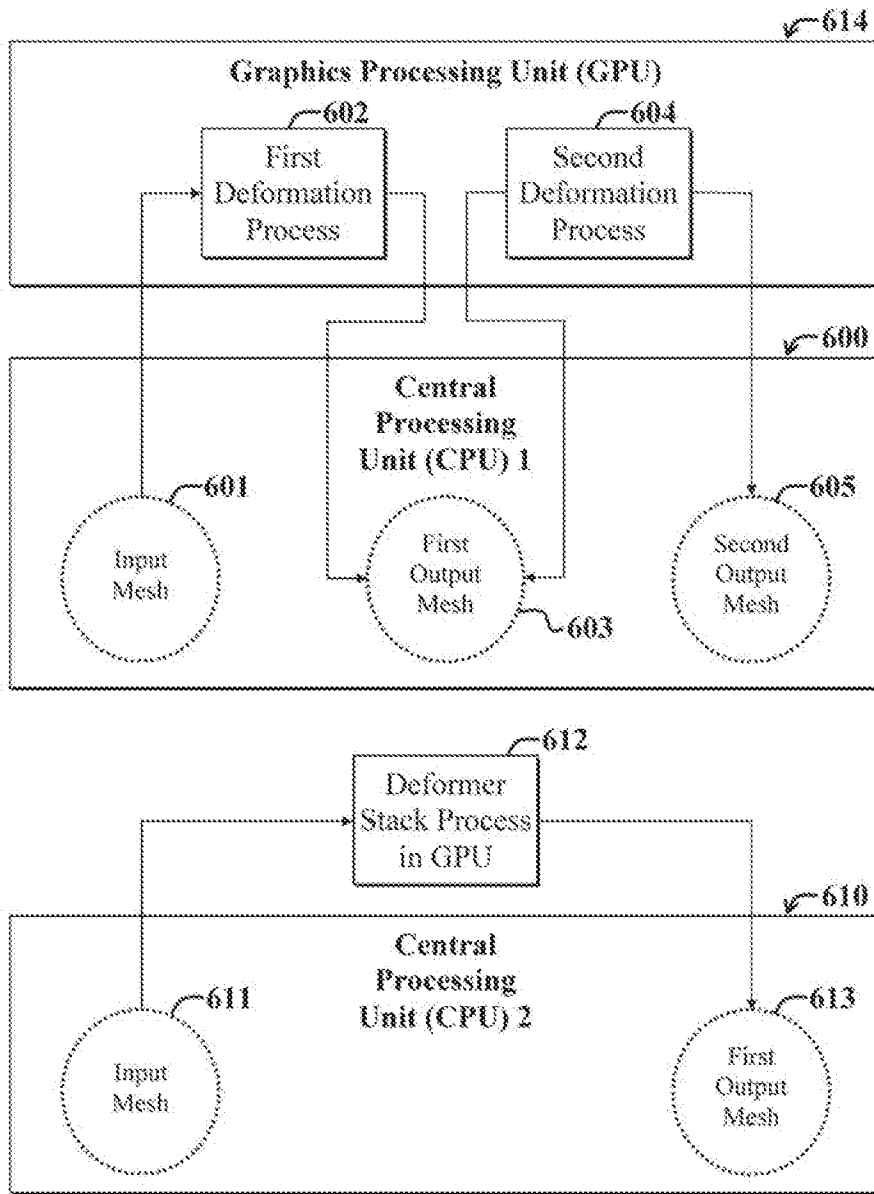 614
Graphics Processing Unit (GPU)
602
604
First
Deformation
Process
Second
Deformation
Process
600
Central
Processing
Unit (CPU) 1
601
605
Input
Mesh
First
Output
Mesh
Second
Output
Mesh
603
612
Deformer
Stack Process
in GPU
610
Central
Processing
Unit (CPU) 2
611
613
Input
Mesh
First
Output
Mesh